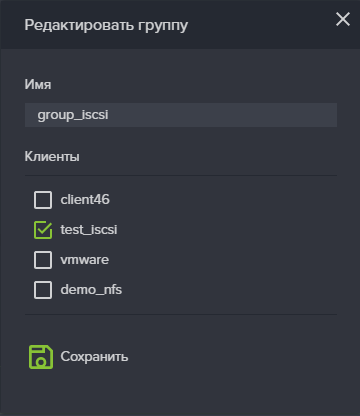 Редактировать группу
Имя
group_iscsi
Клиенты
client46
test_iscsi
vmware
demo_nfs
Сохранить